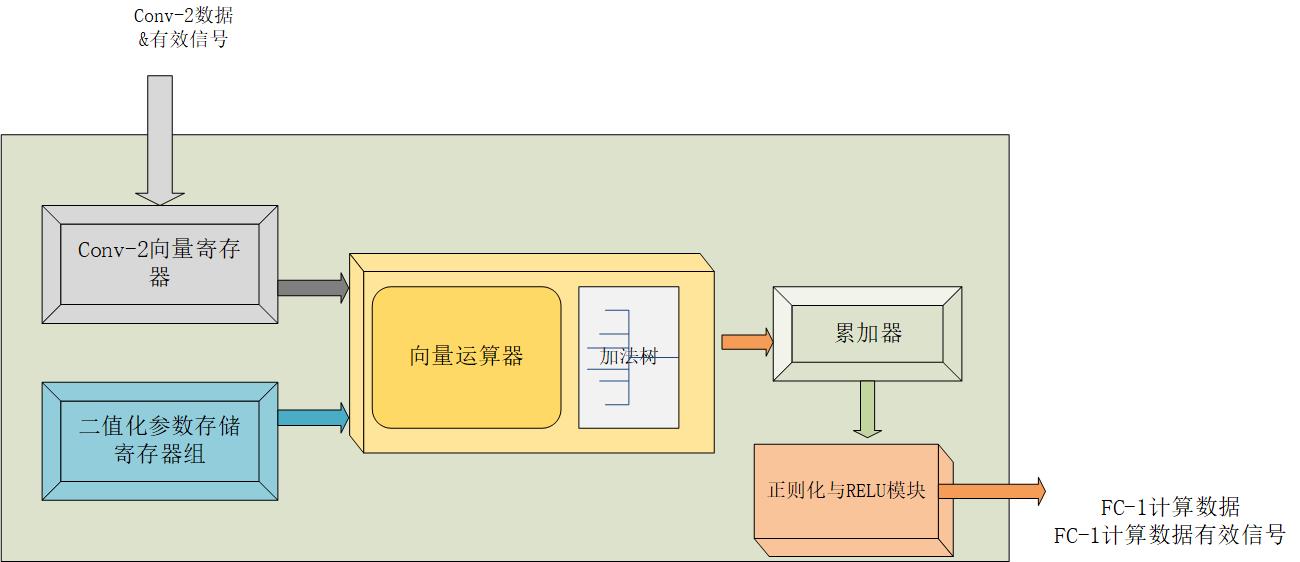 Conv-2数据
&有效信号
Conv-2向量寄存
器
二值化参数存储
寄存器组
向量运算器
加法树
累加器
正则化与RELU模块
FC-1计算数据
FC-1计算数据有效信号